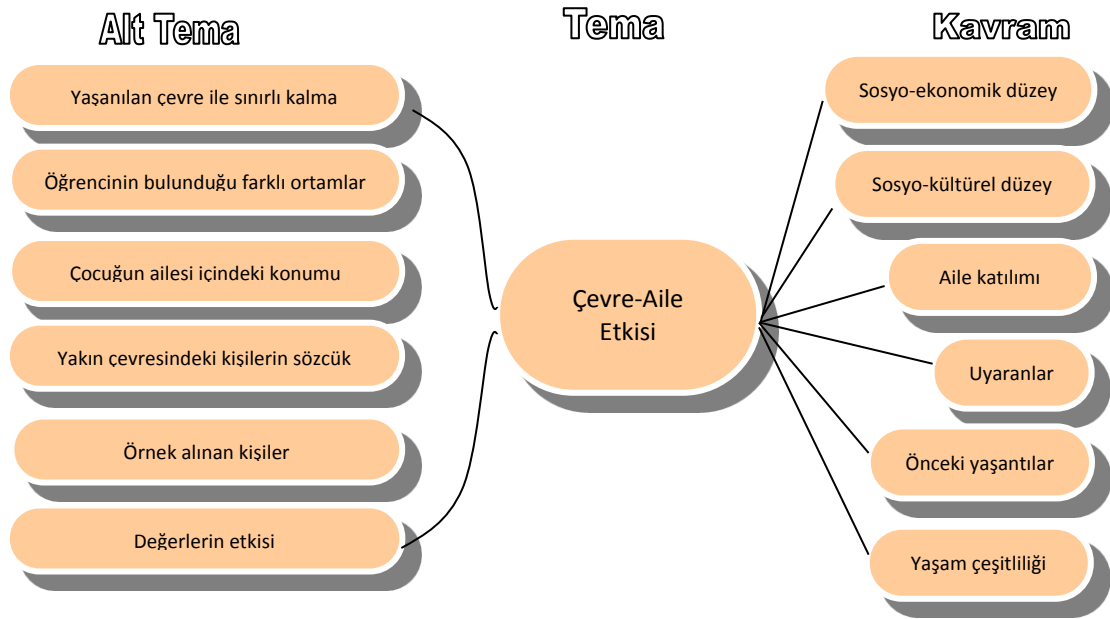 Alt Tema
Yaşanılan çevre ile sınırlı kalma
Öğrencinin bulunduğu farklı ortamlar
Çocuğun ailesi içindeki konumu
Yakın çevresindeki kişilerin sözcük
Örnek alınan kişiler
Değerlerin etkisi
Tema
Çevre-Aile
Etkisi
Kavram
Sosyo-ekonomik düzey
Sosyo-kültürel düzey
Aile katılımı
Uyaranlar
Önceki yaşantılar
Yaşam çeşitliliği